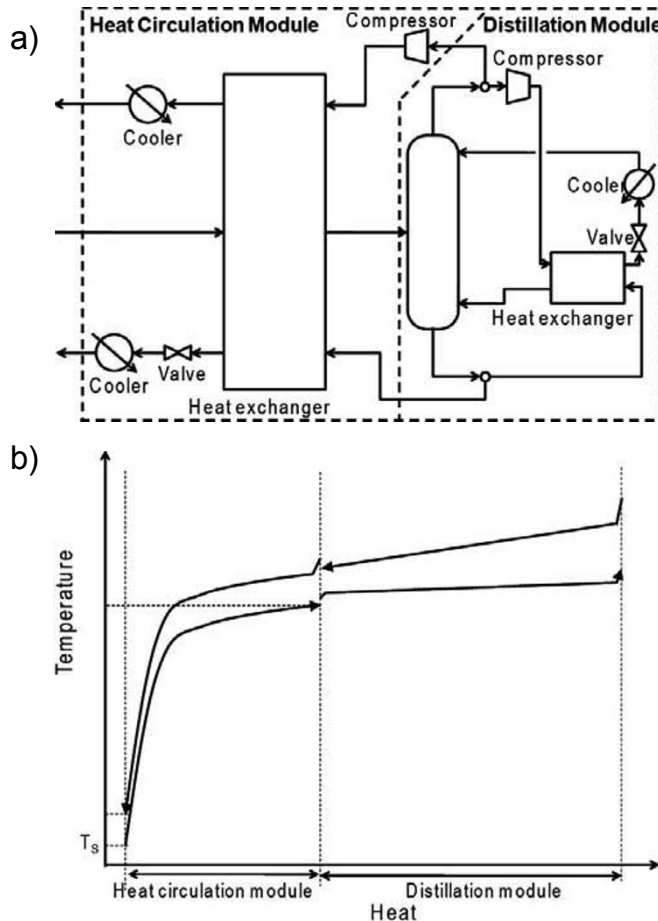 a)
Heat Circulation Module
Distillation Module
Compressor
Compressor
Cooler
Cooler
Valve
Heat exchanger
Cooler
Valve
Heat exchanger
b)
Temperature
Ts
Heat circulation module
Distillation module
Heat